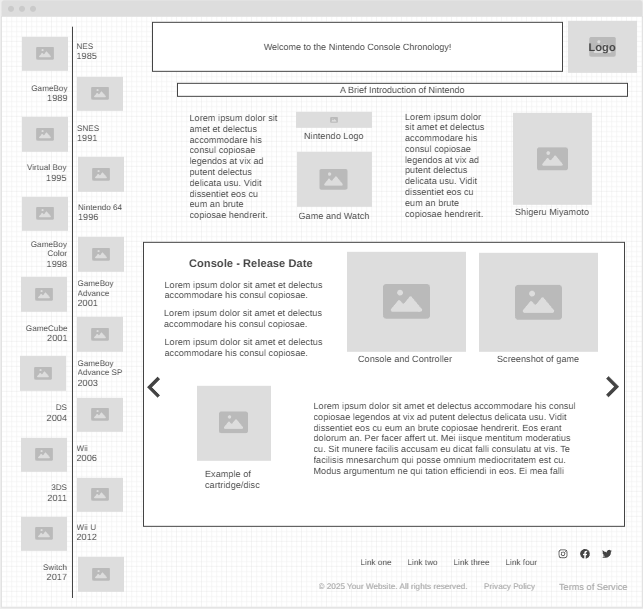 Welcome to the Nintendo Console Chronology!
Logo
A Brief Introduction of Nintendo
NES
1985
GameBoy
1989
SNES
1991
Virtual Boy
1995
Nintendo 64
1996
GameBoy
Color
1998
GameBoy
Advance
2001
GameCube
2001
GameBoy
Advance SP
2003
DS
2004
Wii
2006
3DS
2011
Wii U
2012
Switch
2017
Lorem ipsum dolor sit
amet et delectus
accommodare his
consul copiosae
legendos at vix ad
putent delectus
delicata usu. Vidit
dissentiet eos cu
eum an brute
copiosae hendrerit.
Nintendo Logo
Game and Watch
Lorem ipsum dolor
sit amet et delectus
accommodare his
consul copiosae
legendos at vix ad
putent delectus
delicata usu. Vidit
dissentiet eos cu
eum an brute
copiosae hendrerit.
Shigeru Miyamoto
Console - Release Date
Lorem ipsum dolor sit amet et delectus
accommodare his consul copiosae.
Lorem ipsum dolor sit amet et delectus
accommodare his consul copiosae.
Lorem ipsum dolor sit amet et delectus
accommodare his consul copiosae.
Console and Controller
Screenshot of game
Example of
cartridge/disc
Lorem ipsum dolor sit amet et delectus accommodare his consul
copiosae legendos at vix ad putent delectus delicata usu. Vidit
dissentiet eos cu eum an brute copiosae hendrerit. Eos erant
dolorum an. Per facer affert ut. Mei iisque mentitum moderatius
cu. Sit munere facilis accusam eu dicat falli consulatu at vis. Te
facilisis mnesarchum qui posse omnium mediocritatem est cu.
Modus argumentum ne qui tation efficiendi in eos. Ei mea falli
Link one
Link two
Link three
Link four
© 2025 Your Website. All rights reserved.
Privacy Policy
Terms of Service